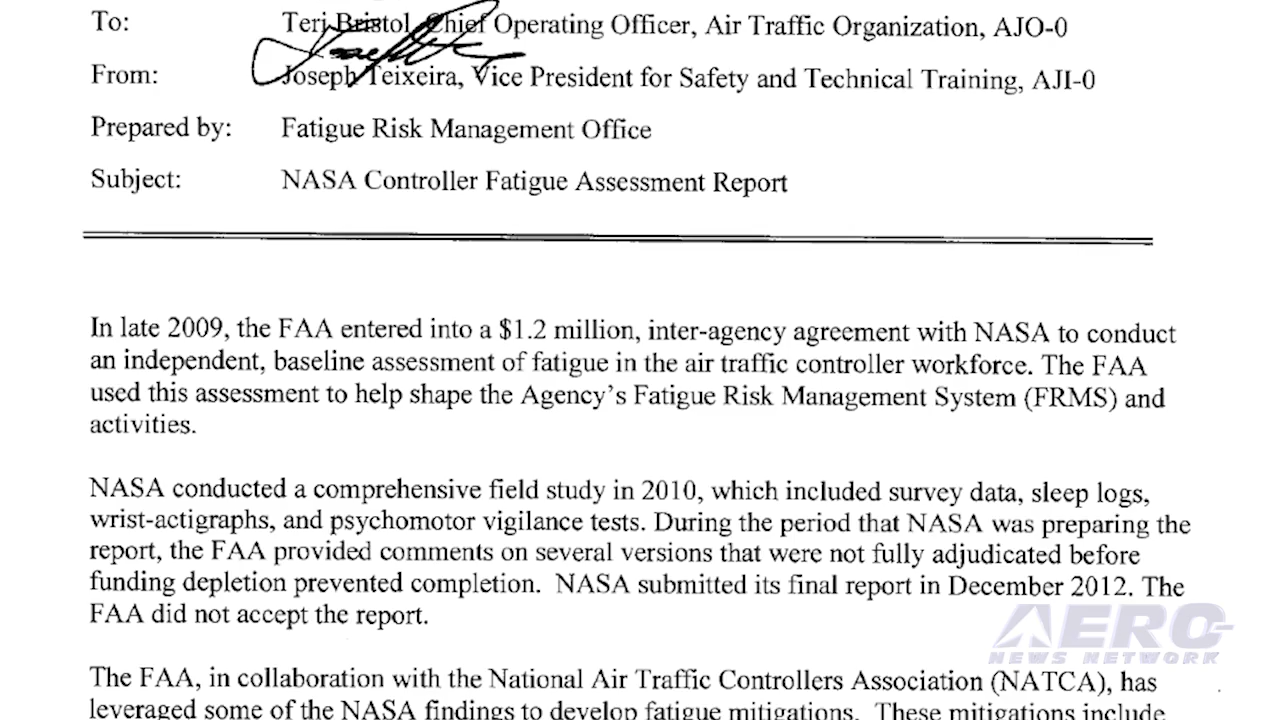 To: Teri Bristol, Chief Operating Officer, Air Traffic Organization, AJO-0
From: Joseph Teixeira, Vice President for Safety and Technical Training, AJI-0
Prepared by: Fatigue Risk Management Office
Subject: NASA Controller Fatigue Assessment Report
In late 2009, the FAA entered into a $1.2 million, inter-agency agreement with NASA to conduct
an independent, baseline assessment of fatigue in the air traffic controller workforce. The FAA
used this assessment to help shape the Agency's Fatigue Risk Management System (FRMS) and
activities.
NASA conducted a comprehensive field study in 2010, which included survey data, sleep logs,
wrist-actigraphs, and psychomotor vigilance tests. During the period that NASA was preparing the
report, the FAA provided comments on several versions that were not fully adjudicated before
funding depletion prevented completion. NASA submitted its final report in December 2012. The
FAA did not accept the report.
AERO
NEWS NETWORK
The FAA, in collaboration with the National Air Traffic Controllers Association (NATCA), has
leveraged some of the NASA findings to develop fatigue mitigations. These mitigations include